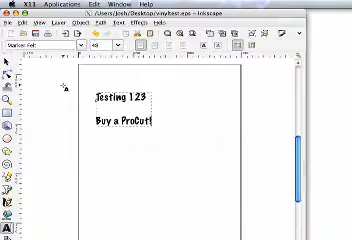 X11 Applications Edit Window Help
/Users/Josh/Desktop/vinyltest.eps - Inkscape
File Edit View Layer Object Path Text Effects Help
Marker Felt 48
Testing 123
Buy a ProCut!